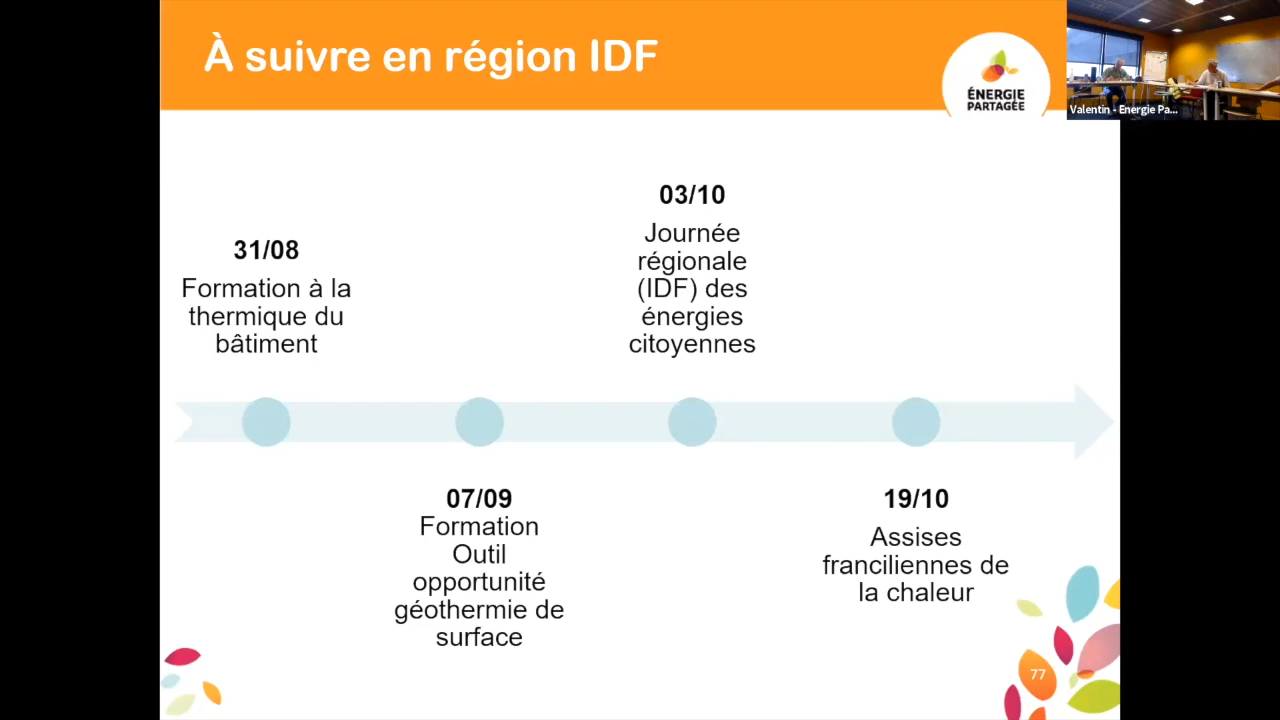 À suivre en région IDF
ÉNERGIE
PARTAGÉE
Valentin - Energie Pa...
31/08
Formation à la
thermique du
bâtiment
07/09
Formation
Outil
opportunité
géothermie de
surface
03/10
Journée
régionale
(IDF) des
énergies
citoyennes
19/10
Assises
franciliennes de
la chaleur
77